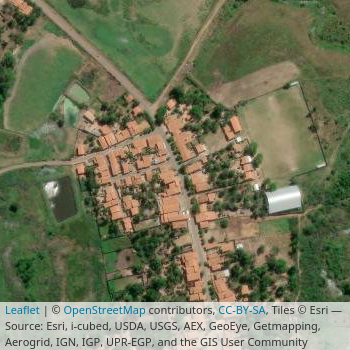 Leaflet | © OpenStreetMap contributors, CC-BY-SA, Tiles © Esri —
Source: Esri, i-cubed, USDA, USGS, AEX, GeoEye, Getmapping,
Aerogrid, IGN, IGP, UPR-EGP, and the GIS User Community